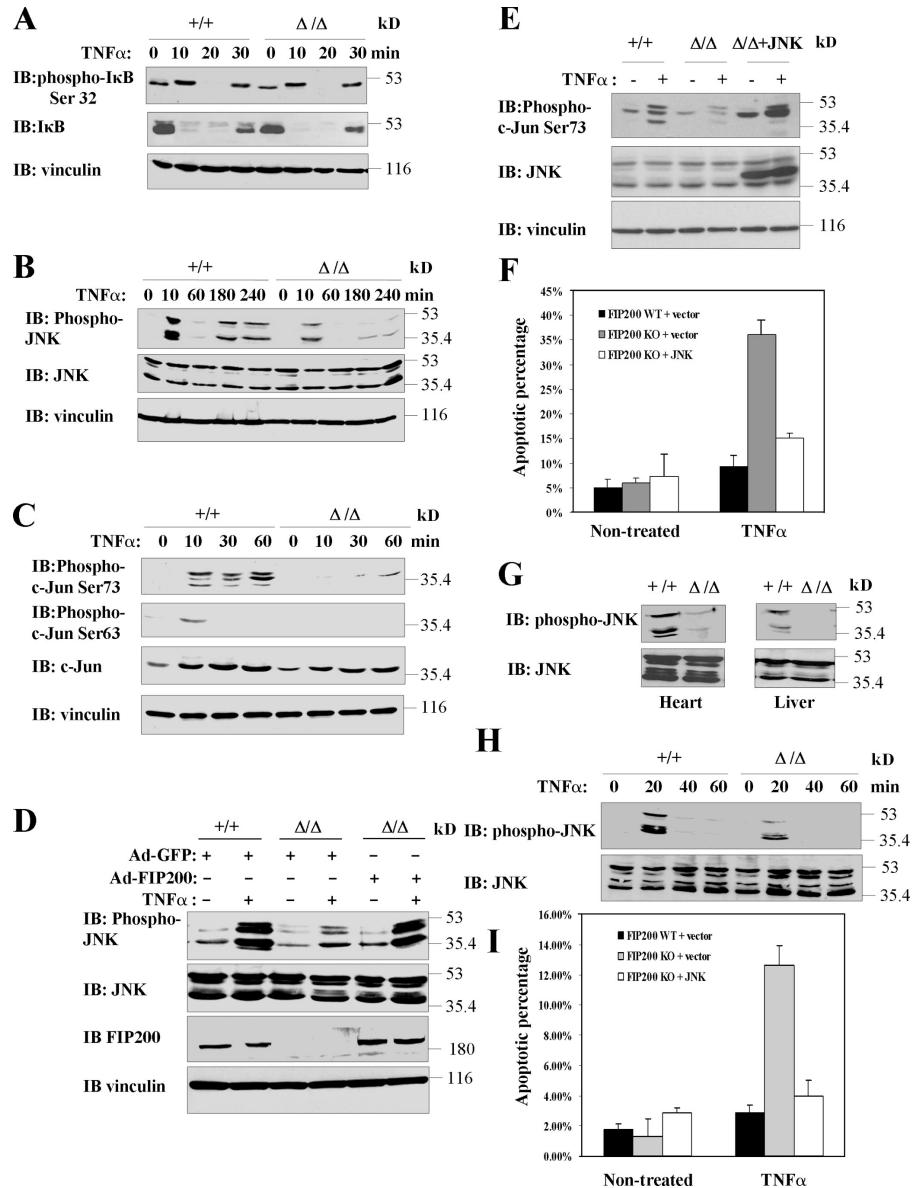 A
+/+ Δ/Δ kD
TNFα: 0 10 20 30 0 10 20 30 min
IB:phospho-IκB
Ser 32
53
IB:IκB
53
IB: vinculin
116
B
+/+ Δ/Δ kD
TNFα: 0 10 60 180 240 0 10 60 180 240 min
IB: Phospho-
JNK
53
35.4
IB: JNK
53
35.4
IB: vinculin
116
C
+/+ Δ/Δ kD
TNFα: 0 10 30 60 0 10 30 60 min
IB:Phospho-
c-Jun Ser73
35.4
IB:Phospho-
c-Jun Ser63
35.4
IB: c-Jun
35.4
IB: vinculin
116
D
+/+ Δ/Δ Δ/Δ kD
Ad-GFP: + + + + – –
Ad-FIP200: – – – – + +
TNFα : – + – + – +
IB: Phospho-
JNK
53
35.4
IB: JNK
53
35.4
IB FIP200
180
IB vinculin
116
E
+/+ Δ/Δ Δ/Δ+JNK kD
TNFα : - + - + - +
IB:Phospho-
c-Jun Ser73
53
35.4
IB: JNK
53
35.4
IB: vinculin
116
F
45%
40%
35%
30%
25%
20%
15%
10%
5%
0%
Apoptotic percentage
FIP200 WT + vector
FIP200 KO + vector
FIP200 KO + JNK
Non-treated TNFα
G
+/+ Δ/Δ +/+ Δ/Δ kD
IB: phospho-JNK
53
35.4
IB: JNK
53
35.4
Heart Liver
H
+/+ Δ/Δ kD
TNFα: 0 20 40 60 0 20 40 60 min
IB: phospho-JNK
53
35.4
IB: JNK
53
35.4
I
16.00%
14.00%
12.00%
10.00%
8.00%
6.00%
4.00%
2.00%
0.00%
Apoptotic percentage
FIP200 WT + vector
FIP200 KO + vector
FIP200 KO + JNK
Non-treated TNFα